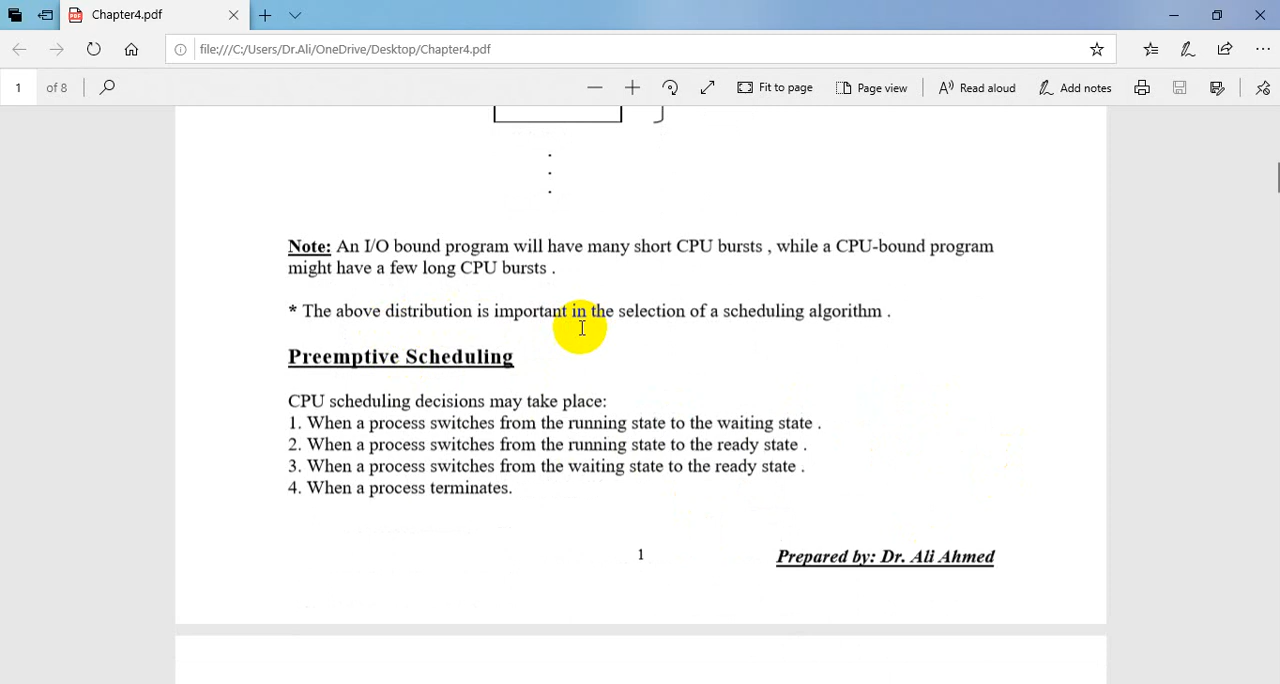 Chapter4.pdf
file:///C:/Users/Dr.Ali/OneDrive/Desktop/Chapter4.pdf
1 of 8 Fit to page Page view Read aloud Add notes
Note: An I/O bound program will have many short CPU bursts , while a CPU-bound program
might have a few long CPU bursts .
* The above distribution is important in the selection of a scheduling algorithm .
Preemptive Scheduling
CPU scheduling decisions may take place:
1. When a process switches from the running state to the waiting state .
2. When a process switches from the running state to the ready state .
3. When a process switches from the waiting state to the ready state .
4. When a process terminates.
1 Prepared by: Dr. Ali Ahmed